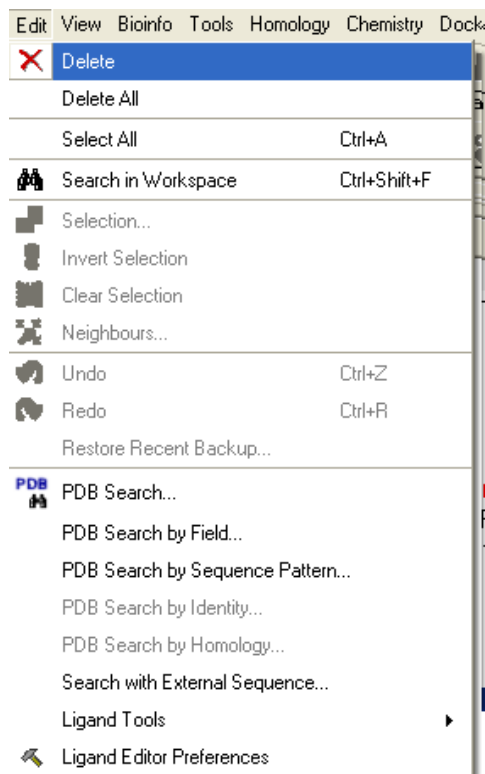 Edit View Bioinfo Tools Homology Chemistry Dock
Delete
Delete All
Select All Ctrl+A
Search in Workspace Ctrl+Shift+F
Selection...
Invert Selection
Clear Selection
Neighbours...
Undo Ctrl+Z
Redo Ctrl+R
Restore Recent Backup...
PDB
PDB Search...
PDB Search by Field...
PDB Search by Sequence Pattern...
PDB Search by Identity...
PDB Search by Homology...
Search with External Sequence...
Ligand Tools
Ligand Editor Preferences